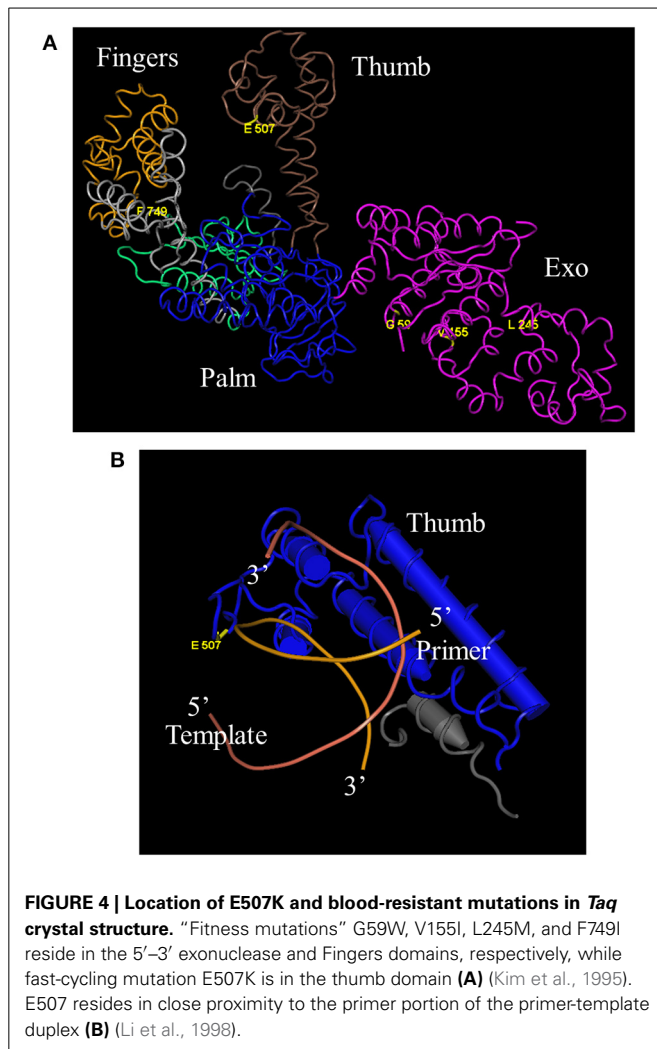 A
Fingers
Thumb
E 507
F 749
Exo
G 59
V 155
L 245
Palm
B
Thumb
3’
5’
Primer
E 507
5’
Template
3’
FIGURE 4 | Location of E507K and blood-resistant mutations in Taq
crystal structure. “Fitness mutations” G59W, V155I, L245M, and F749I
reside in the 5′–3′ exonuclease and Fingers domains, respectively, while
fast-cycling mutation E507K is in the thumb domain (A) (Kim et al., 1995).
E507 resides in close proximity to the primer portion of the primer-template
duplex (B) (Li et al., 1998).